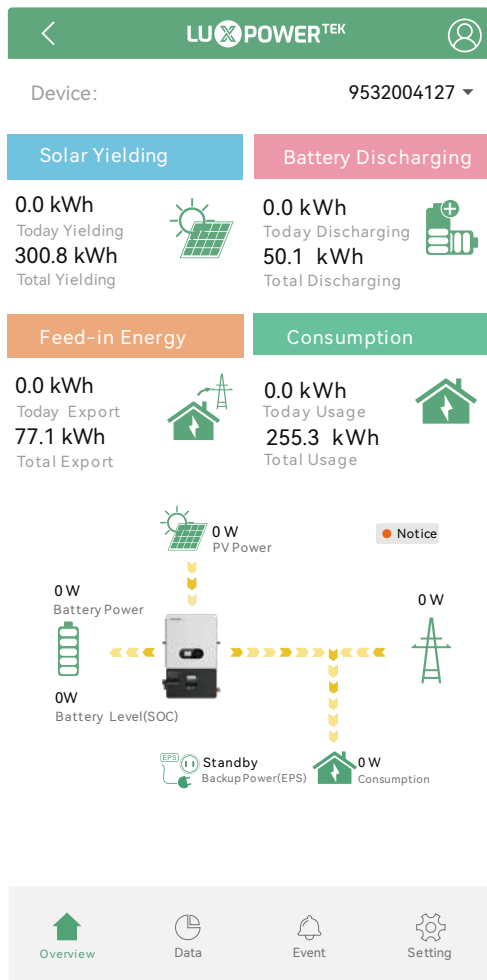 LUXPOWERTEK
Device:
9532004127
Solar Yielding
Battery Discharging
0.0 kWh
Today Yielding
300.8 kWh
Total Yielding
0.0 kWh
Today Discharging
50.1 kWh
Total Discharging
Feed-in Energy
Consumption
0.0 kWh
Today Export
77.1 kWh
Total Export
0.0 kWh
Today Usage
255.3 kWh
Total Usage
0 W
PV Power
Notice
0 W
Battery Power
0 W
0W
Battery Level(SOC)
EPS
Standby
Backup Power(EPS)
0 W
Consumption
Overview
Data
Event
Setting